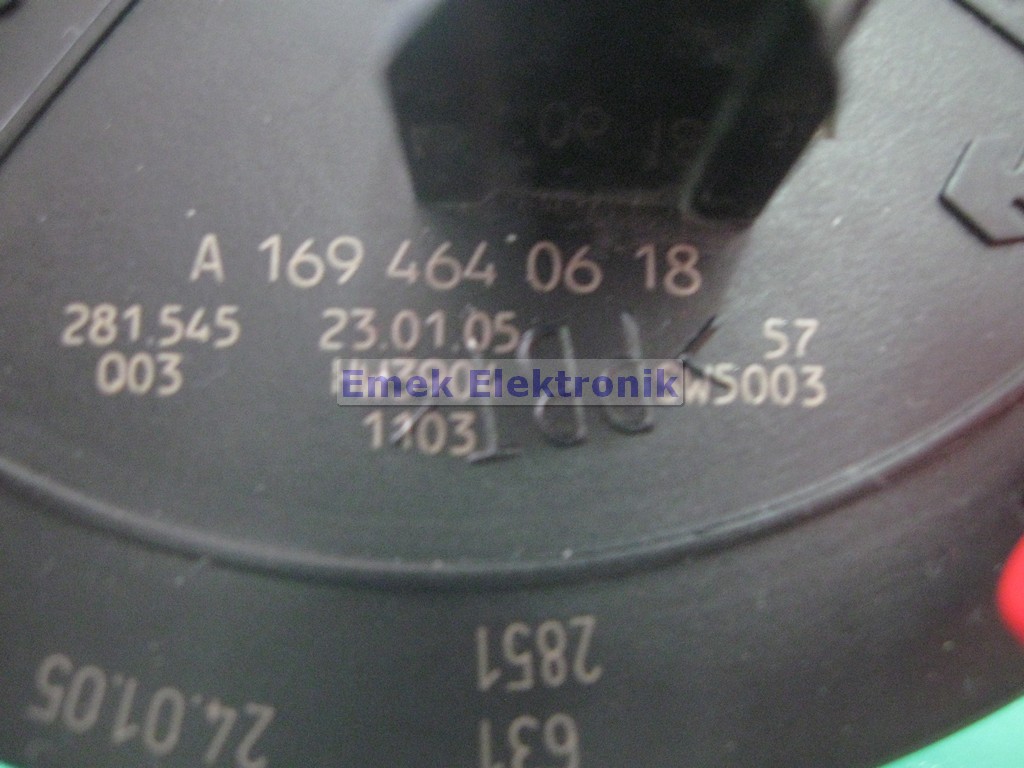 A 169 464 06 18
281.545 23.01.05 57
003 W5003
Emek Elektronik
1103
2851
24.01.05
631